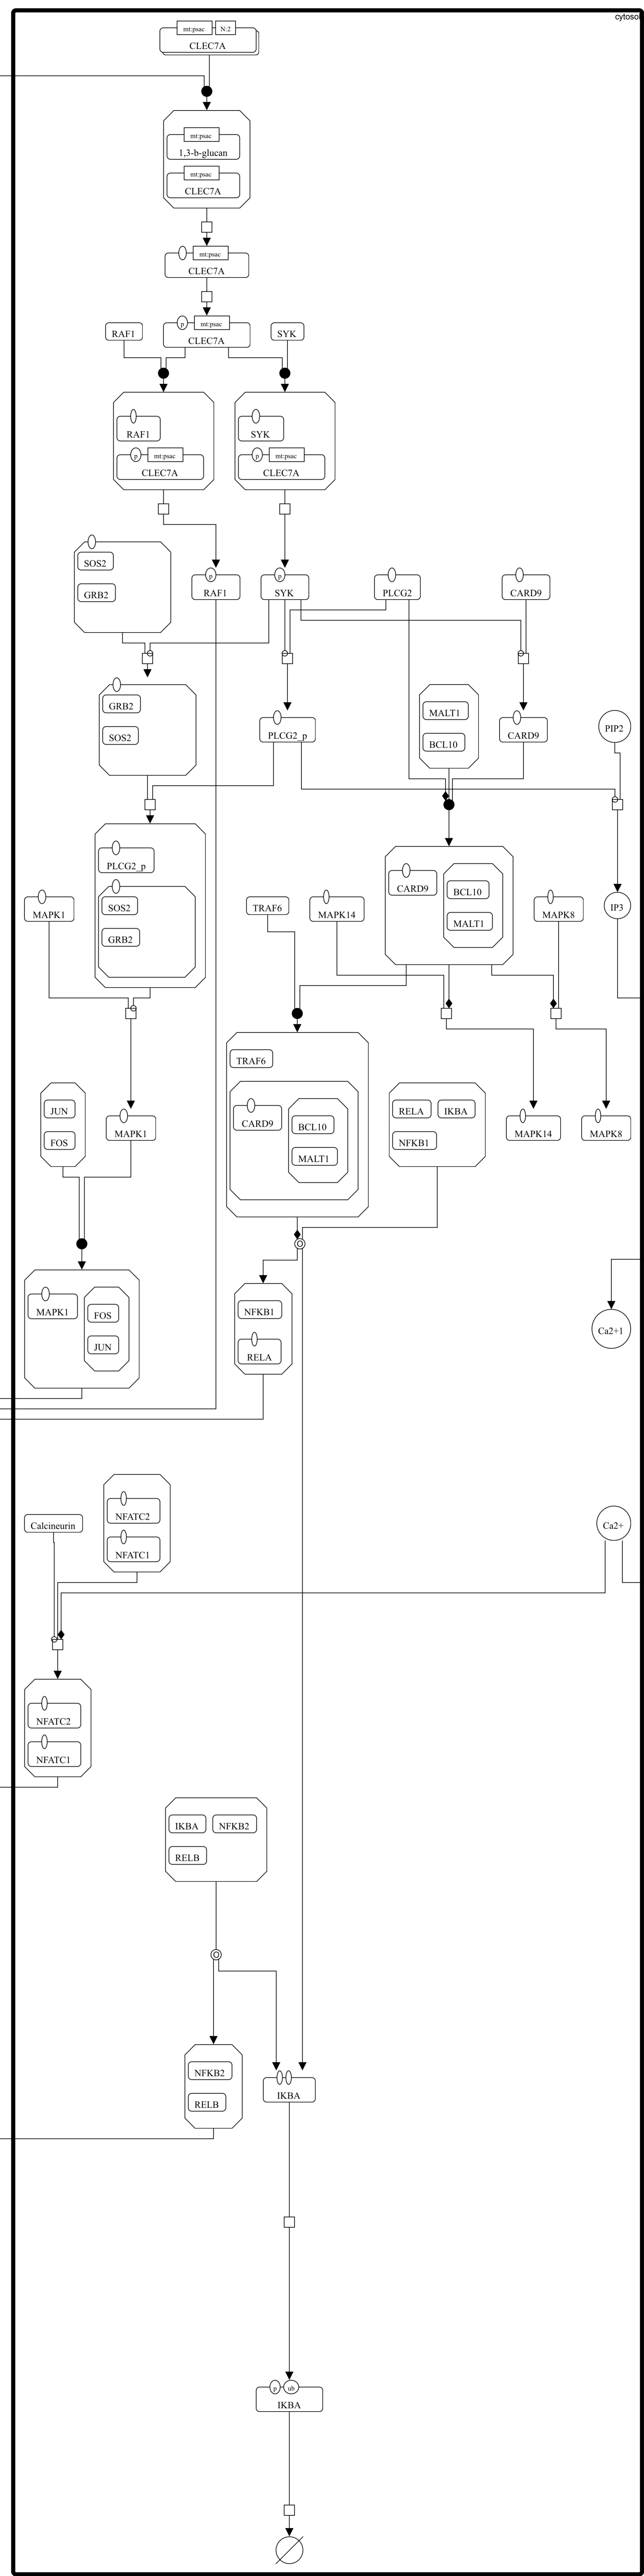 cytosol
mt:psac N:2
CLEC7A
mt:psac
1,3-b-glucan
mt:psac
CLEC7A
mt:psac
CLEC7A
p mt:psac
RAF1 CLEC7A SYK
RAF1 SYK
p mt:psac p mt:psac
CLEC7A CLEC7A
SOS2
p p
GRB2 RAF1 SYK PLCG2 CARD9
GRB2 MALT1
SOS2 PLCG2_p BCL10 CARD9 PIP2
PLCG2_p CARD9 BCL10
MAPK1 SOS2 TRAF6 MAPK14 MALT1 MAPK8 IP3
GRB2
TRAF6
JUN CARD9 BCL10 RELA IKBA
FOS MAPK1 MALT1 NFKB1 MAPK14 MAPK8
MAPK1 FOS NFKB1
JUN RELA Ca2+1
NFATC2
Calcineurin Ca2+
NFATC1
NFATC2
NFATC1
IKBA NFKB2
RELB
NFKB2
RELB IKBA
p ub
IKBA